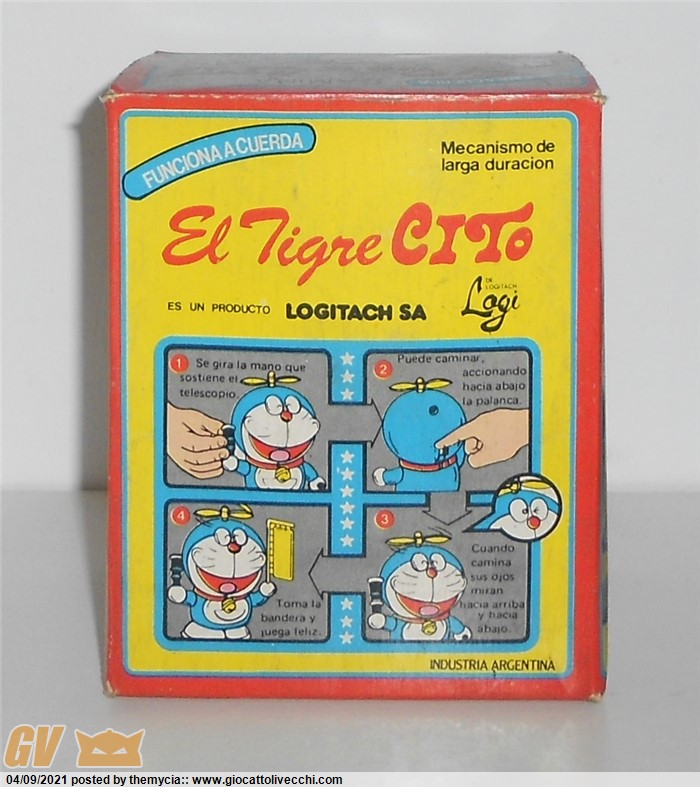 FUNCIONA A CUERDA
Mecanismo de
larga duracion
El Tigre CITo
ES UN PRODUCTO LOGITACH SA
DE
LOGITACH
Logi
1 Se gira la mano que
sostiene el
telescopio.
2 Puede caminar,
accionando
hacia abajo
la palanca.
3
Cuando
camina
sus ojos
miran
hacia arriba
y hacia
abajo.
4
Toma la
bandera y
juega feliz.
INDUSTRIA ARGENTINA
GV
04/09/2021 posted by themycia:: www.giocattolivecchi.com